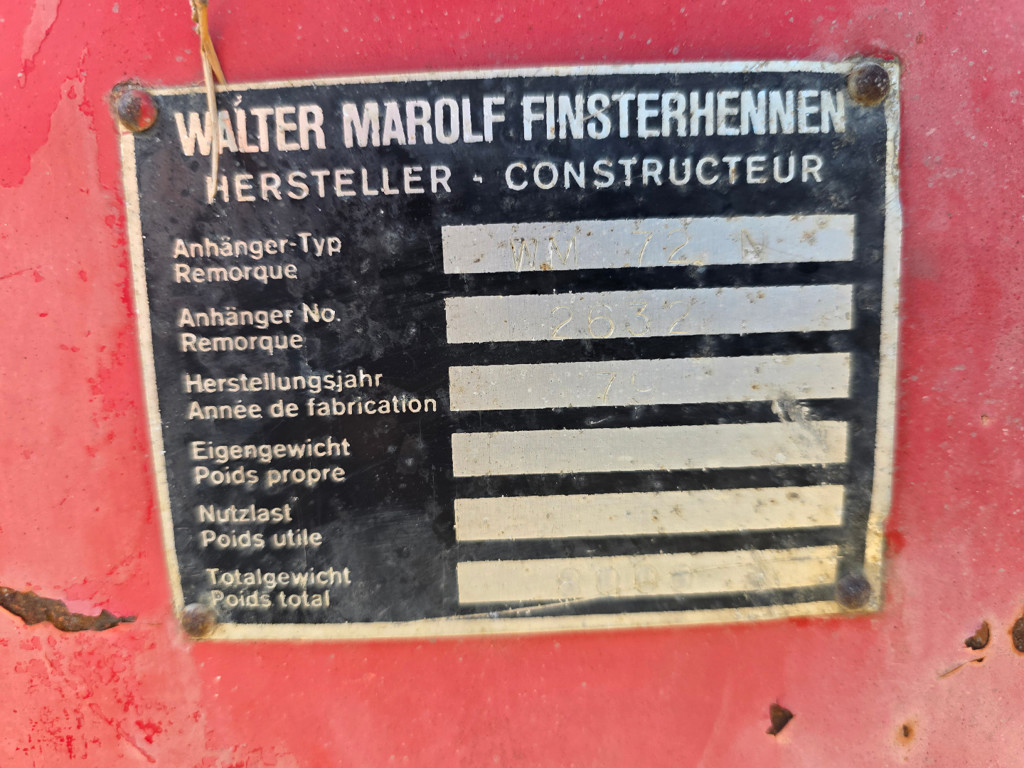 WALTER MAROLF FINSTERHENNEN
HERSTELLER - CONSTRUCTEUR
Anhänger-Typ WM 72 N
Remorque
Anhänger No. 2632
Remorque
Herstellungsjahr
Année de fabrication
Eigengewicht
Poids propre
Nutzlast
Poids utile
Totalgewicht
Poids total